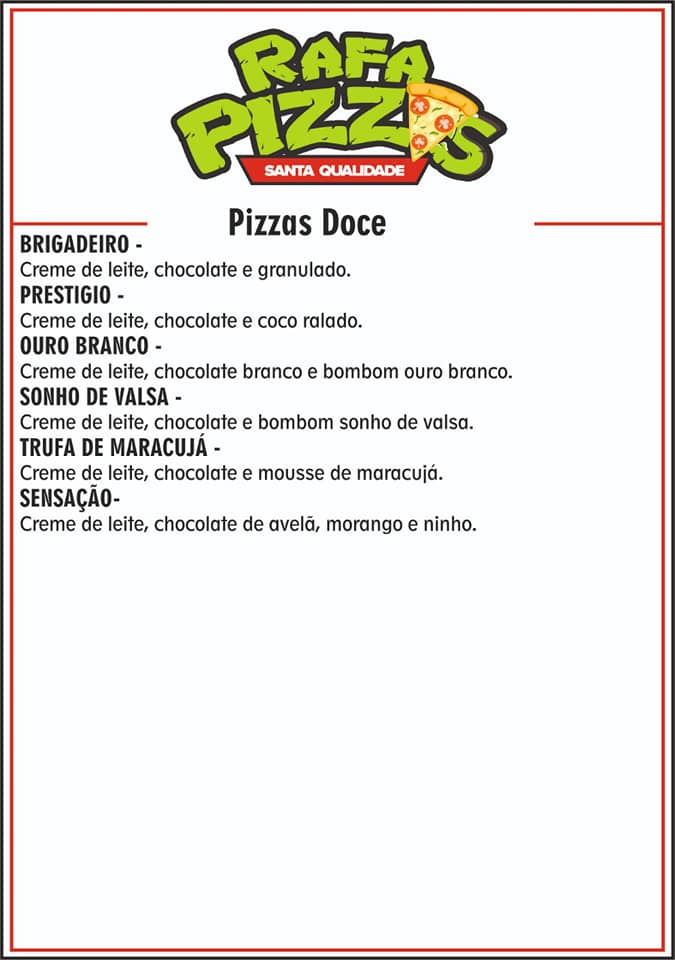 RAFA
PIZZAS
SANTA QUALIDADE
Pizzas Doce
BRIGADEIRO -
Creme de leite, chocolate e granulado.
PRESTIGIO -
Creme de leite, chocolate e coco ralado.
OURO BRANCO -
Creme de leite, chocolate branco e bombom ouro branco.
SONHO DE VALSA -
Creme de leite, chocolate e bombom sonho de valsa.
TRUFA DE MARACUJÁ -
Creme de leite, chocolate e mousse de maracujá.
SENSAÇÃO-
Creme de leite, chocolate de avelã, morango e ninho.